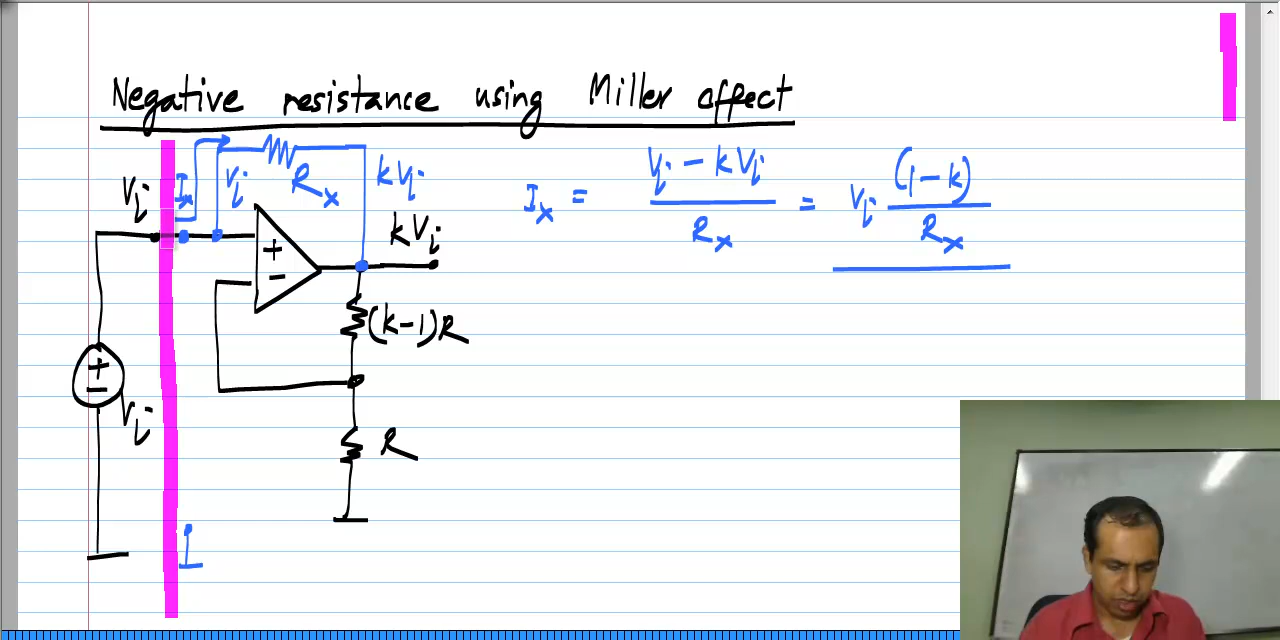 Negative resistance using Miller effect
Vi Ix Vi Rx kVi
kVi
Ix = Vi - kVi / Rx = Vi (1-k) / Rx
+
-
(k-1)R
+
-
Vi
R